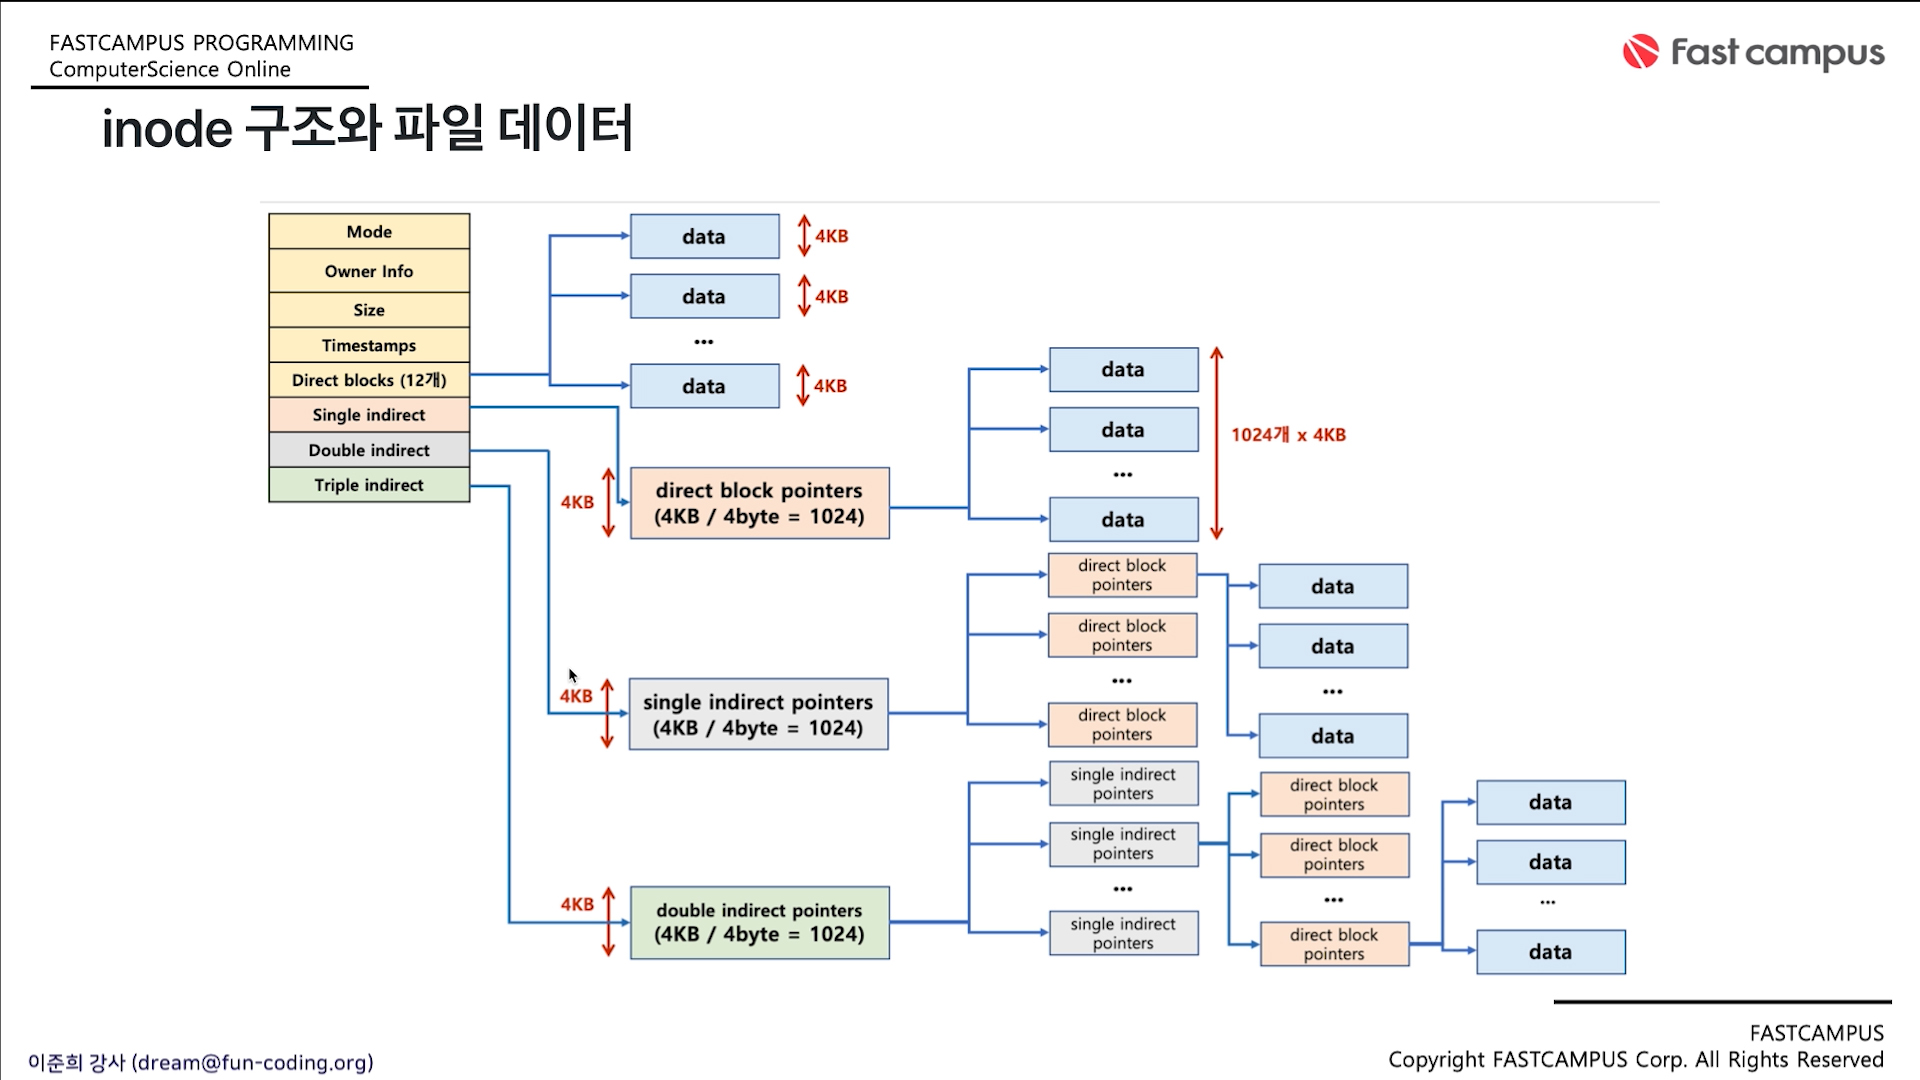 FASTCAMPUS PROGRAMMING
ComputerScience Online
Fast campus
inode 구조와 파일 데이터
Mode
Owner Info
Size
Timestamps
Direct blocks (12개)
Single indirect
Double indirect
Triple indirect
data
4KB
data
4KB
...
data
4KB
4KB
direct block pointers
(4KB / 4byte = 1024)
data
data
...
data
1024개 x 4KB
4KB
single indirect pointers
(4KB / 4byte = 1024)
direct block
pointers
direct block
pointers
...
direct block
pointers
data
data
...
data
4KB
double indirect pointers
(4KB / 4byte = 1024)
single indirect
pointers
single indirect
pointers
...
single indirect
pointers
direct block
pointers
direct block
pointers
...
direct block
pointers
data
data
...
data
이준희 강사 (dream@fun-coding.org)
FASTCAMPUS
Copyright FASTCAMPUS Corp. All Rights Reserved